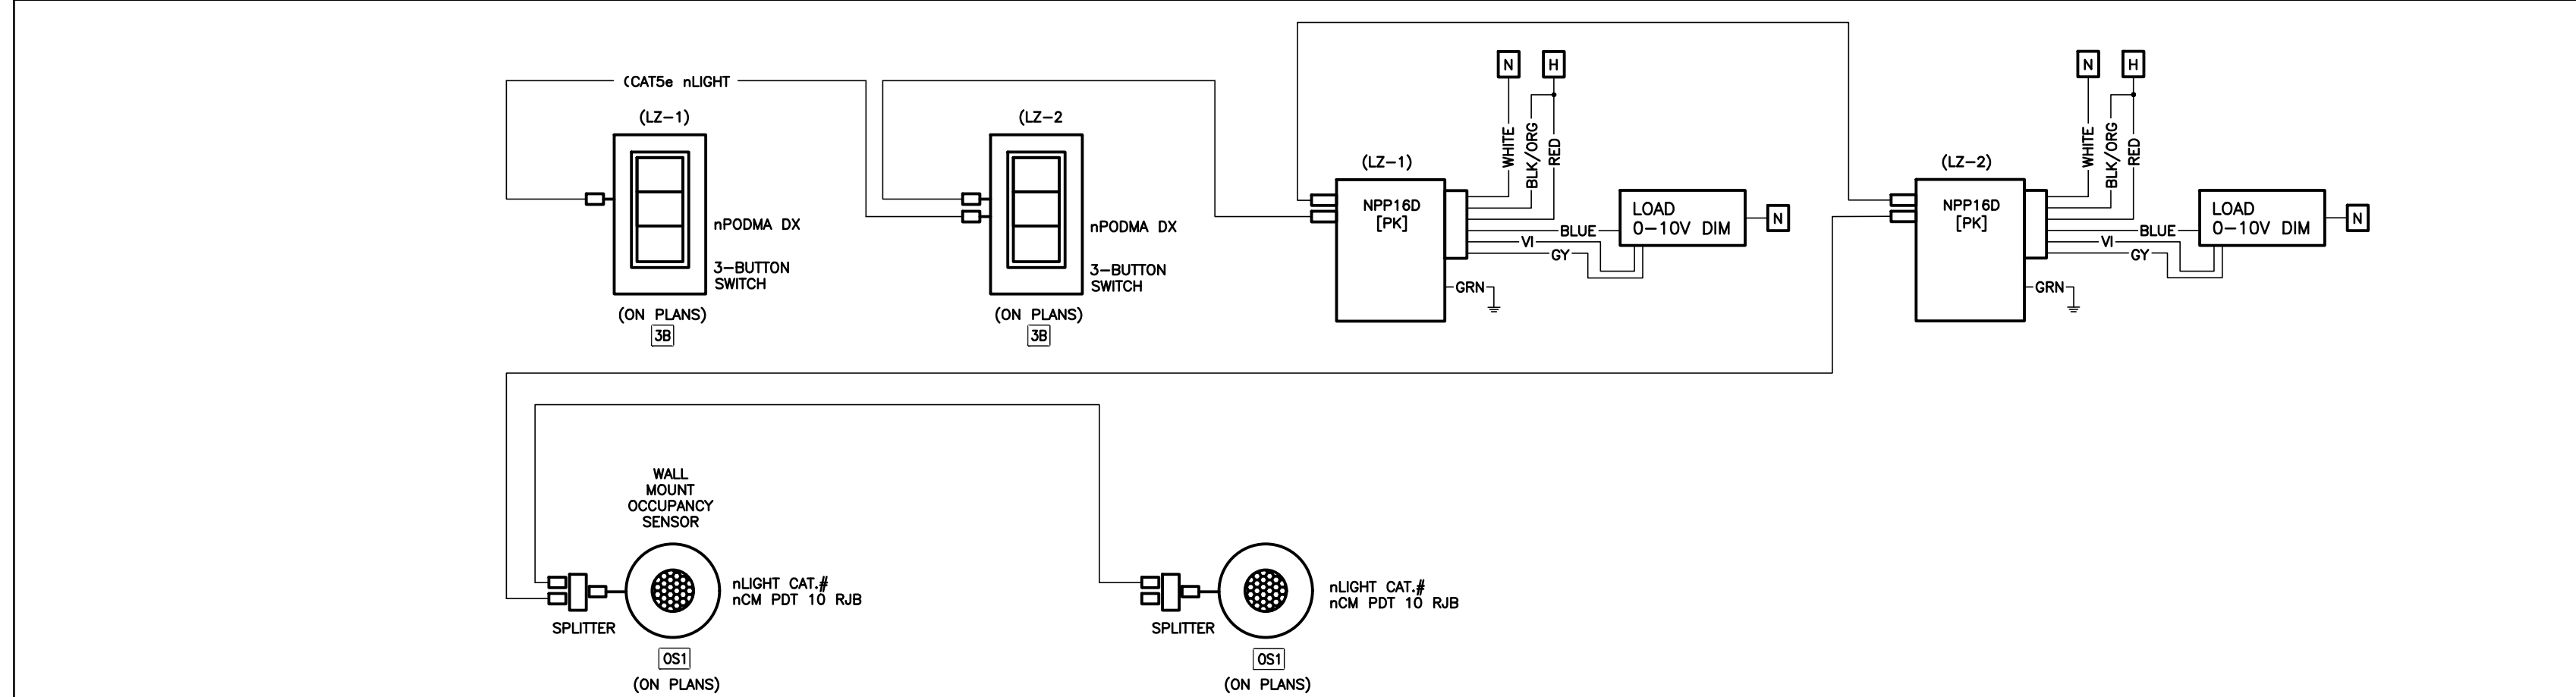 (CAT5e nLIGHT
(LZ-1)
nPODMA DX
3-BUTTON
SWITCH
(ON PLANS)
3B
(LZ-2
nPODMA DX
3-BUTTON
SWITCH
(ON PLANS)
3B
N
H
WHITE
BLK/ORG
RED
(LZ-1)
NPP16D
[PK]
BLUE
VI
GY
GRN
LOAD
0-10V DIM
N
N
H
WHITE
BLK/ORG
RED
(LZ-2)
NPP16D
[PK]
BLUE
VI
GY
GRN
LOAD
0-10V DIM
N
WALL
MOUNT
OCCUPANCY
SENSOR
nLIGHT CAT.#
nCM PDT 10 RJB
SPLITTER
OS1
(ON PLANS)
nLIGHT CAT.#
nCM PDT 10 RJB
SPLITTER
OS1
(ON PLANS)